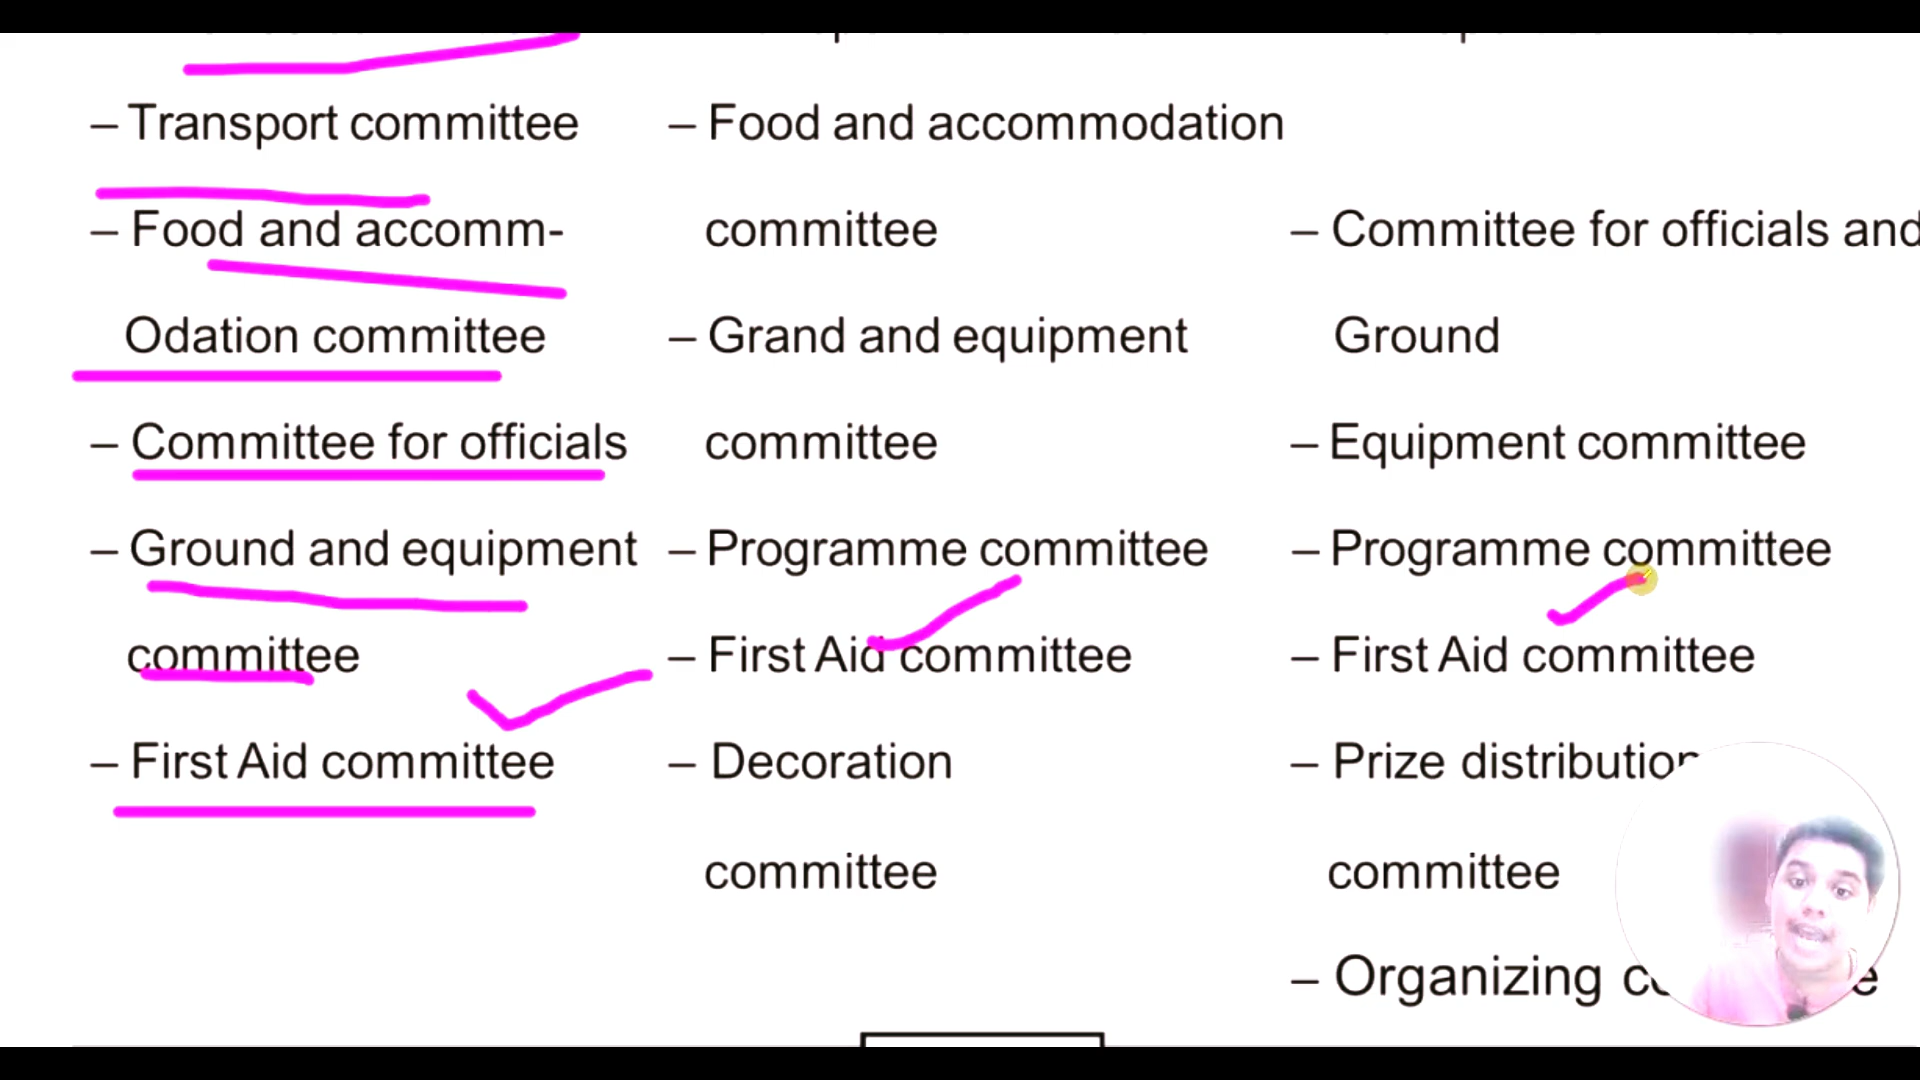 – Transport committee
– Food and accomm-
Odation committee
– Committee for officials
– Ground and equipment
committee
– First Aid committee
– Food and accommodation
committee
– Grand and equipment
committee
– Programme committee
– First Aid committee
– Decoration
committee
– Committee for officials and
Ground
– Equipment committee
– Programme committee
– First Aid committee
– Prize distribution
committee
– Organizing